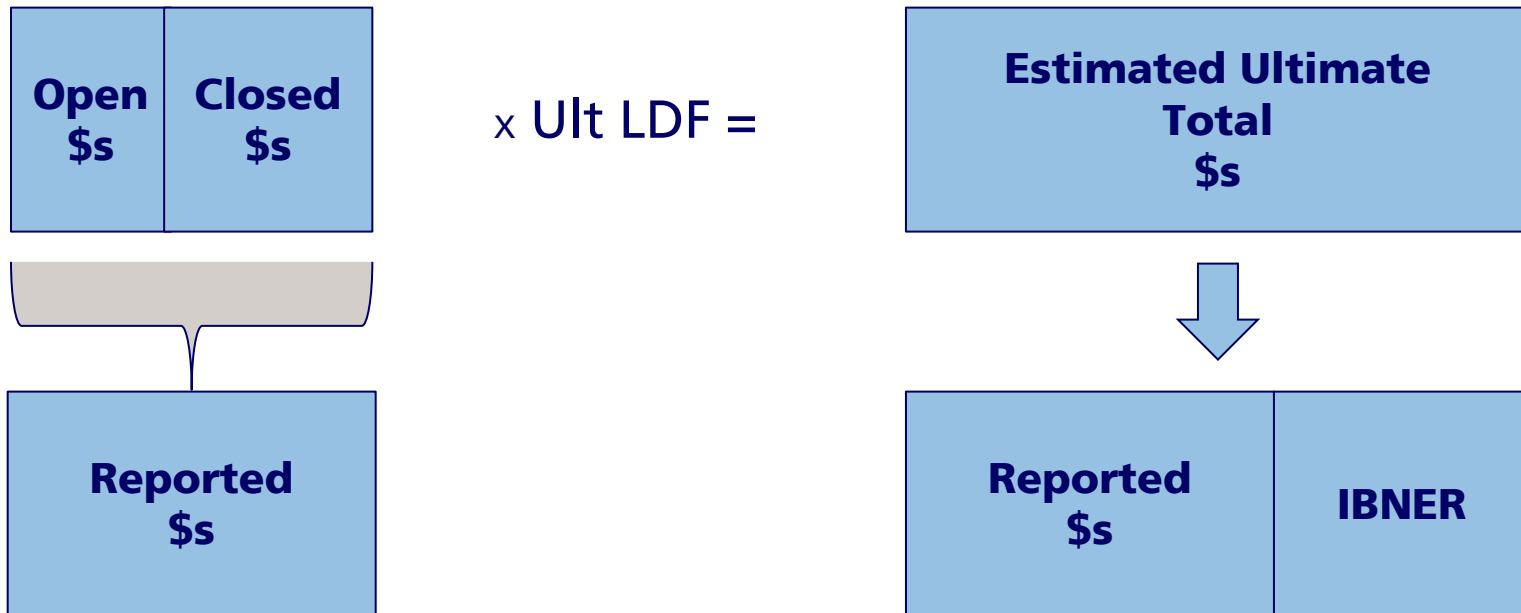 Open
$s
Closed
$s
x Ult LDF =
Estimated Ultimate
Total
$s
Reported
$s
Reported
$s
IBNER